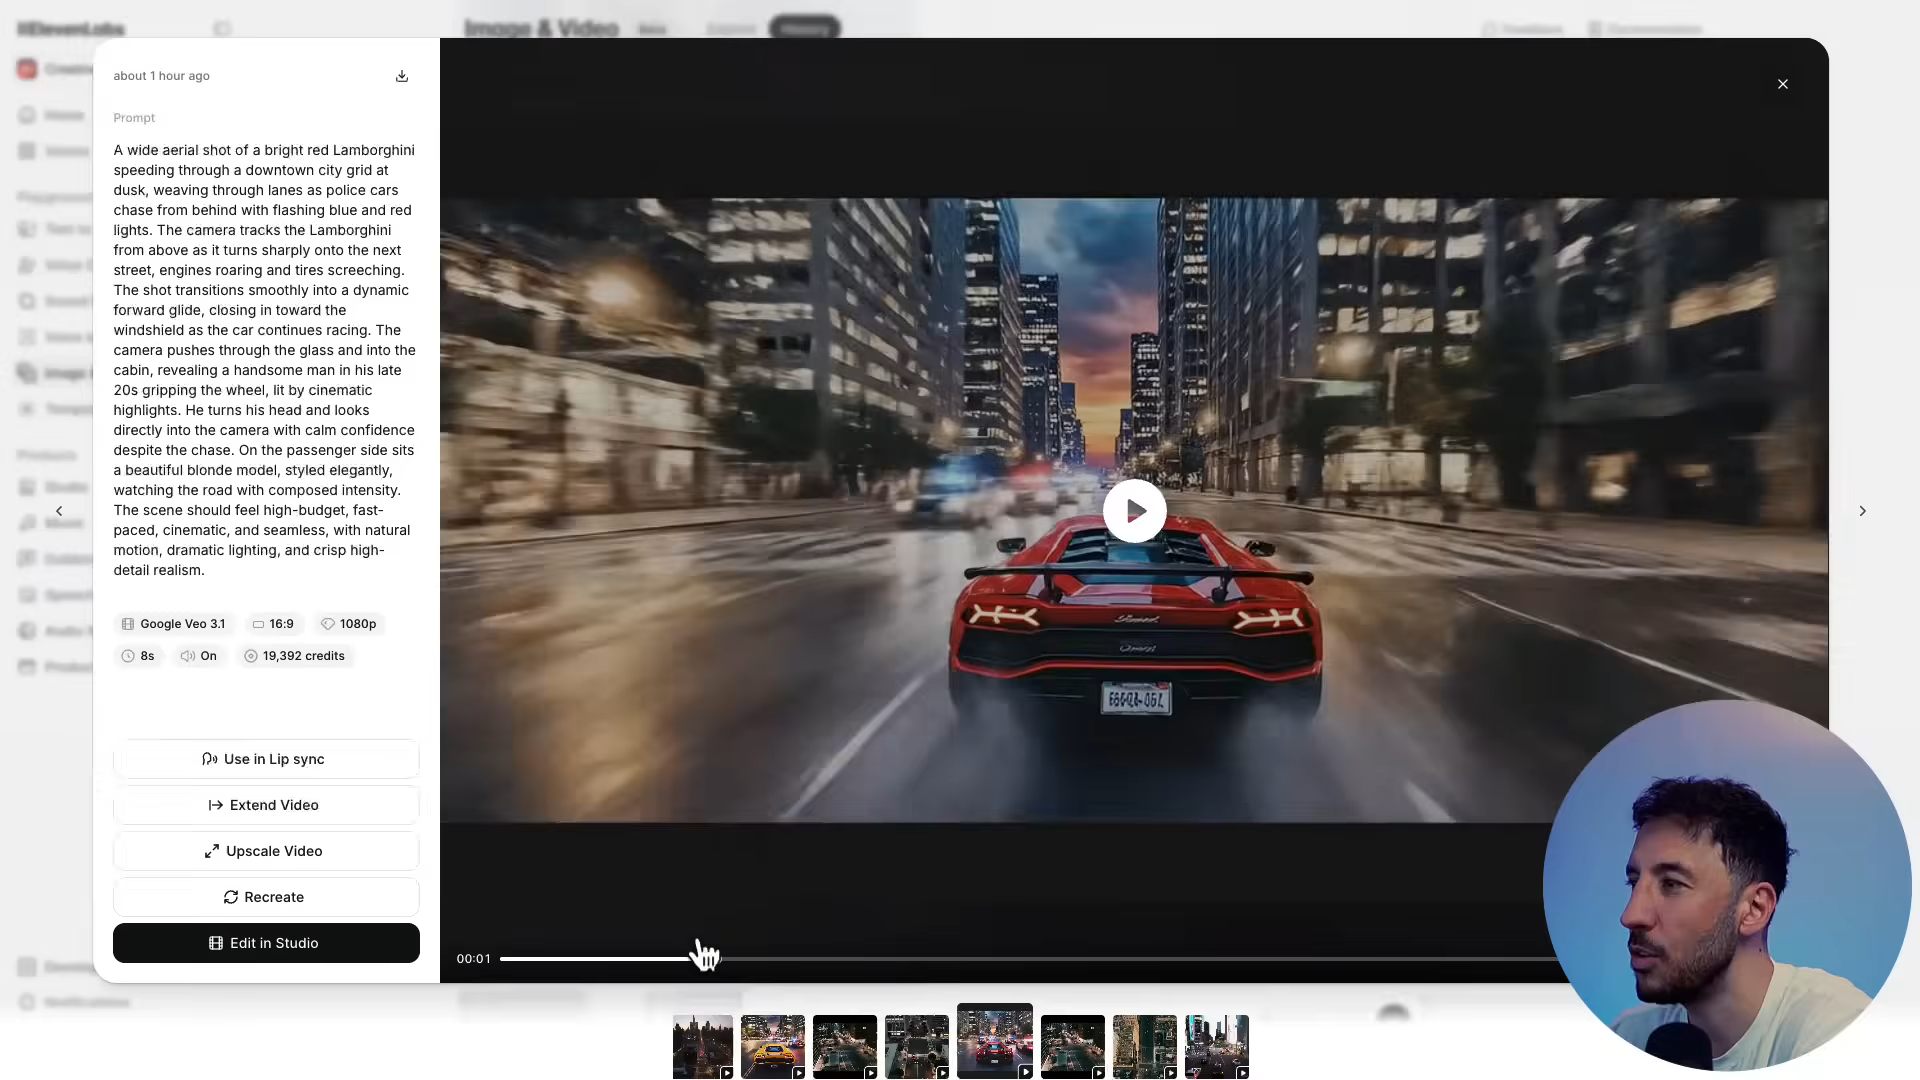 ElevenLabs
Image & Video
about 1 hour ago
Prompt
A wide aerial shot of a bright red Lamborghini
speeding through a downtown city grid at
dusk, weaving through lanes as police cars
chase from behind with flashing blue and red
lights. The camera tracks the Lamborghini
from above as it turns sharply onto the next
street, engines roaring and tires screeching.
The shot transitions smoothly into a dynamic
forward glide, closing in toward the
windshield as the car continues racing. The
camera pushes through the glass and into the
cabin, revealing a handsome man in his late
20s gripping the wheel, lit by cinematic
highlights. He turns his head and looks
directly into the camera with calm confidence
despite the chase. On the passenger side sits
a beautiful blonde model, styled elegantly,
watching the road with composed intensity.
The scene should feel high-budget, fast-
paced, cinematic, and seamless, with natural
motion, dramatic lighting, and crisp high-
detail realism.
Google Veo 3.1 16:9 1080p
8s On 19,392 credits
Use in Lip sync
Extend Video
Upscale Video
Recreate
Edit in Studio
00:01